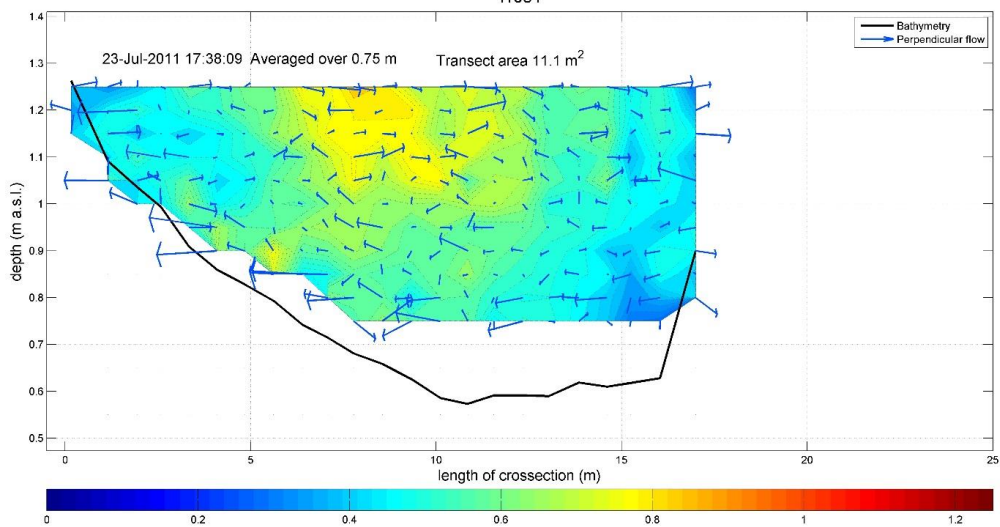 23-Jul-2011 17:38:09 Averaged over 0.75 m Transect area 11.1 m²
Bathymetry
Perpendicular flow
depth (m a.s.l.)
1.4
1.3
1.2
1.1
1
0.9
0.8
0.7
0.6
0.5
0 5 10 15 20 25
length of crossection (m)
0 0.2 0.4 0.6 0.8 1 1.2